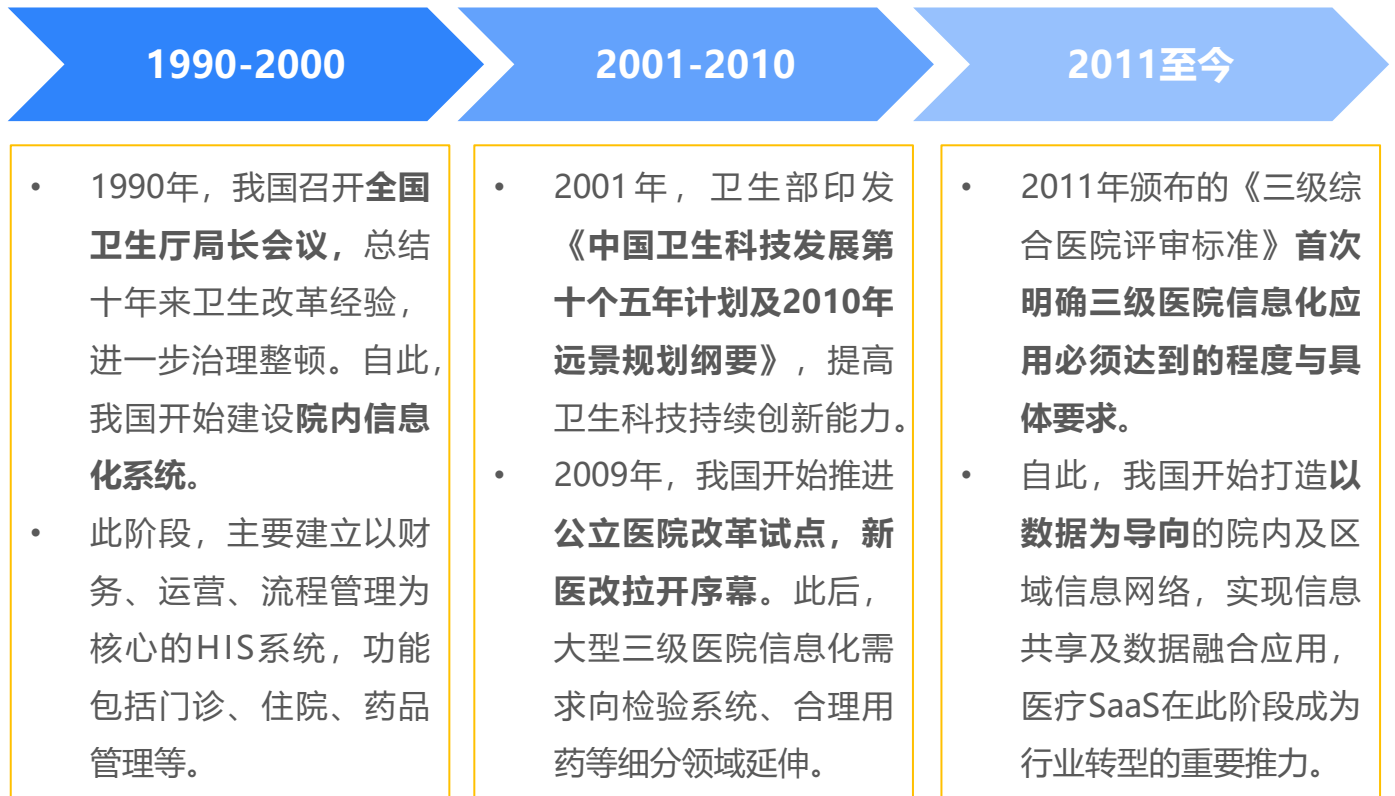 1990-2000
2001-2010
2011至今
• 1990年，我国召开全国
卫生厅局长会议，总结
十年来卫生改革经验，
进一步治理整顿。自此，
我国开始建设院内信息
化系统。
• 此阶段，主要建立以财
务、运营、流程管理为
核心的HIS系统，功能
包括门诊、住院、药品
管理等。
• 2001年，卫生部印发
《中国卫生科技发展第
十个五年计划及2010年
远景规划纲要》，提高
卫生科技持续创新能力。
• 2009年，我国开始推进
公立医院改革试点，新
医改拉开序幕。此后，
大型三级医院信息化需
求向检验系统、合理用
药等细分领域延伸。
• 2011年颁布的《三级综
合医院评审标准》首次
明确三级医院信息化应
用必须达到的程度与具
体要求。
• 自此，我国开始打造以
数据为导向的院内及区
域信息网络，实现信息
共享及数据融合应用，
医疗SaaS在此阶段成为
行业转型的重要推力。